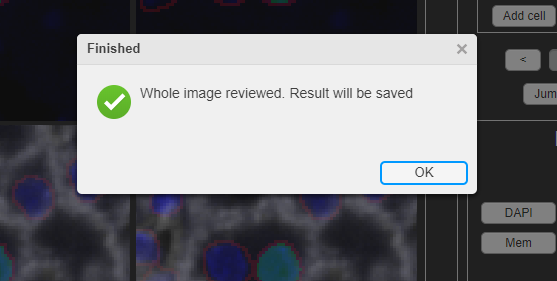 Add cell
Finished
<
Whole image reviewed. Result will be saved
Jum
OK
DAPI
Mem